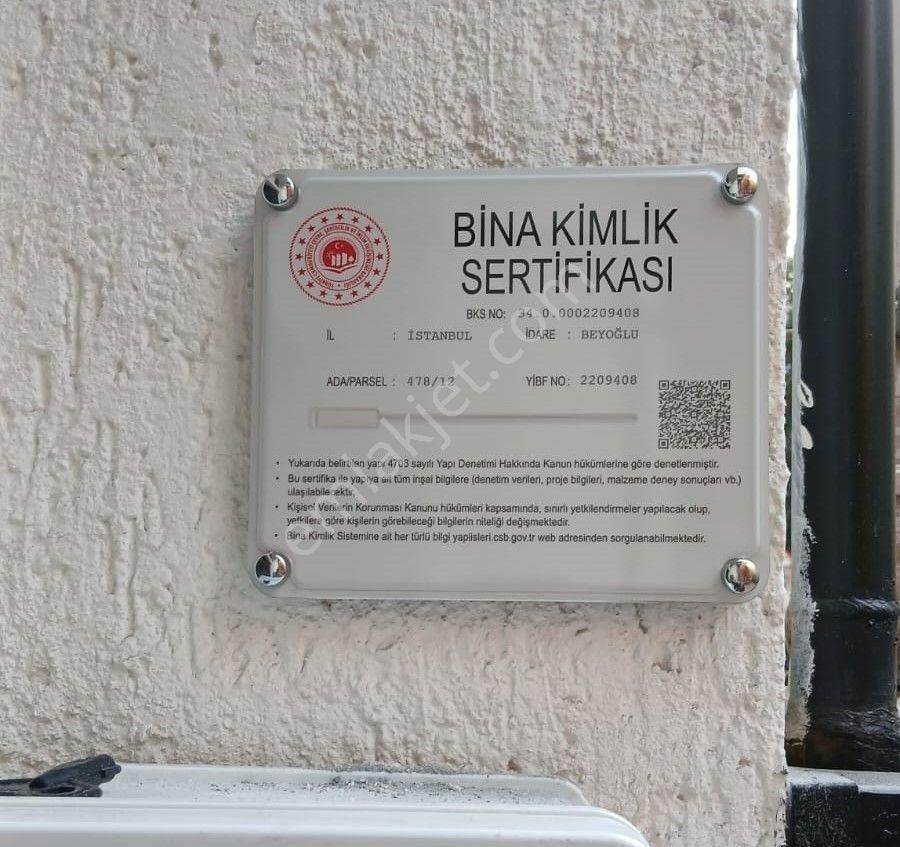 BİNA KİMLİK
SERTİFİKASI
BKS NO: 34.0.0002209408
İL : İSTANBUL İDARE : BEYOĞLU
ADA/PARSEL : 478/12 YİBF NO : 2209408
• Yukarıda belirtilen yapı 4703 sayılı Yapı Denetimi Hakkında Kanun hükümlerine göre denetlenmiştir.
• Bu sertifika ile yapıya ait tüm inşai bilgilere (denetim verileri, proje bilgileri, malzeme deney sonuçları vb.)
ulaşılabilecektir.
• Kişisel Verilerin Korunması Kanunu hükümleri kapsamında, sınırlı yetkilendirmeler yapılacak olup,
yetkilere göre kişilerin görebileceği bilgilerin niteliği değişmektedir.
• Bina Kimlik Sistemine ait her türlü bilgi yapiisleri.csb.gov.tr web adresinden sorgulanabilmektedir.
emlakjet.com